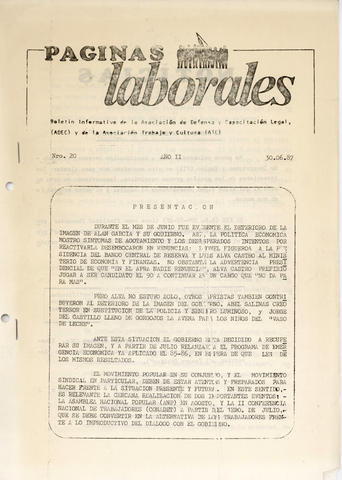 PAGINAS
laborales
Boletín Informativo de la Asociación de Defensa y Capacitación Legal,
(ADEC) y de la Asociación Trabajo y Cultura (ATC)
Nro. 20 AÑO II 30.06.87
PRESENTACION
DURANTE EL MES DE JUNIO FUE EVIDENTE EL DETERIORO DE LA
IMAGEN DE ALAN GARCIA Y SU GOBIERNO. LA POLITICA ECONOMICA
MOSTRO SINTOMAS DE AGOTAMIENTO Y LOS DESESPERADOS INTENTOS POR
REACTIVARLA DESEMBOCARON EN RENUNCIAS: FIGUEROA A LA PRE
SIDENCIA DEL BANCO CENTRAL DE RESERVA Y LUIS ALVA CASTRO AL MINIS
TERIO DE ECONOMIA Y FINANZAS, NO OBSTANTE LA ADVERTENCIA PRESI
DENCIAL DE QUE "EN EL APRA NADIE RENUNCIA", ALVA CASTRO PREFIRIO
JUGAR A SER CANDIDATO EL 90 A CONTINUAR EN UN CARGO QUE "NO DA PA
RA MAS".
PERO ALVA NO ESTUVO SOLO, OTROS APRISTAS TAMBIEN CONTRI
BUYERON AL DETERIORO DE LA IMAGEN DEL GOBIERNO, ABEL SALINAS CREO
TERROR EN SUSTITUCION DE LA POLICIA Y SENDERO LUMINOSO, Y JORGE
DEL CASTILLO LLENO DE GORGOJOS LA AVENA PARA LOS NIÑOS DEL "VASO
DE LECHE".
ANTE ESTA SITUACION EL GOBIERNO ESTA DECIDIDO A RECUPE
RAR SU IMAGEN, Y A PARTIR DE JULIO RELANZARA EL PROGRAMA DE EMER
GENCIA ECONOMICA YA APLICADO EL 85-86, EN ESPERA DE QUE LEN DE
LOS MISMOS RESULTADOS.
EL MOVIMIENTO POPULAR EN SU CONJUNTO, Y EL MOVIMIENTO
SINDICAL EN PARTICULAR, DEBEN DE ESTAR ATENTOS Y PREPARADOS PARA
HACER FRENTE A LA SITUACION PRESENTE Y FUTURA. EN ESTE SENTIDO,
ES RELEVANTE LA CERCANA REALIZACION DE DOS IMPORTANTES EVENTOS:
LA ASAMBLEA NACIONAL POPULAR (ANP) EN AGOSTO, Y LA II CONFERENCIA
NACIONAL DE TRABAJADORES (CONADET) A PARTIR DEL 1ERO. DE JULIO,
QUE SE DEBE CONVERTIR EN LA ALTERNATIVA DE LOS TRABAJADORES FREN
TE A LO IMPRODUCTIVO DEL DIALOGO CON EL GOBIERNO.